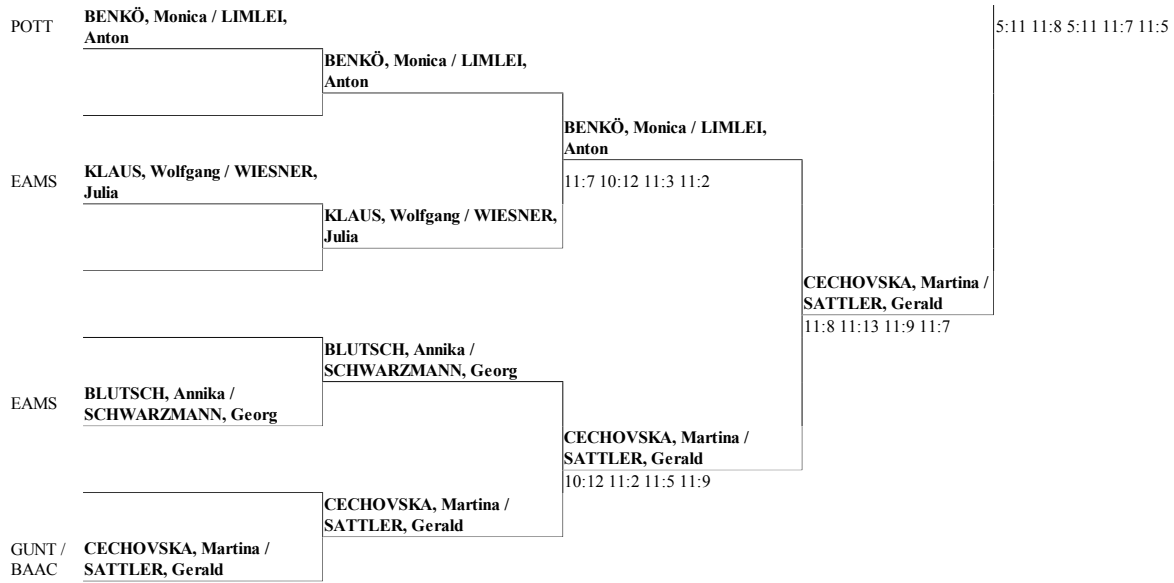 POTT
BENKÖ, Monica / LIMLEI,
Anton
5:11 11:8 5:11 11:7 11:5
BENKÖ, Monica / LIMLEI,
Anton
BENKÖ, Monica / LIMLEI,
Anton
11:7 10:12 11:3 11:2
EAMS
KLAUS, Wolfgang / WIESNER,
Julia
KLAUS, Wolfgang / WIESNER,
Julia
CECHOVSKA, Martina /
SATTLER, Gerald
11:8 11:13 11:9 11:7
BLUTSCH, Annika /
SCHWARZMANN, Georg
EAMS
BLUTSCH, Annika /
SCHWARZMANN, Georg
CECHOVSKA, Martina /
SATTLER, Gerald
10:12 11:2 11:5 11:9
CECHOVSKA, Martina /
SATTLER, Gerald
GUNT /
BAAC
CECHOVSKA, Martina /
SATTLER, Gerald